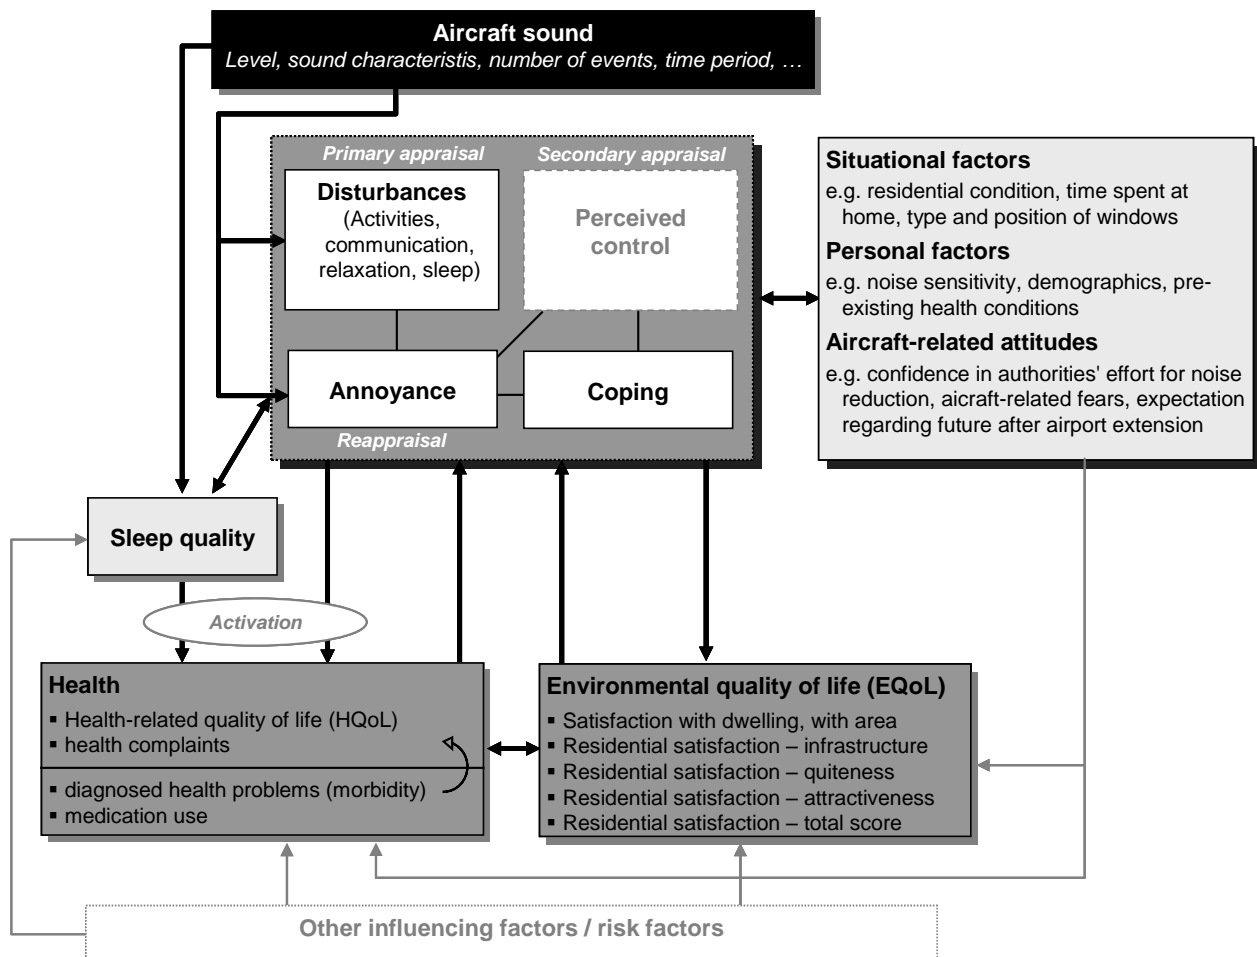 Aircraft sound
Level, sound characteristis, number of events, time period, …
Primary appraisal
Secondary appraisal
Disturbances
(Activities,
communication,
relaxation, sleep)
Perceived
control
Annoyance
Coping
Reappraisal
Situational factors
e.g. residential condition, time spent at
home, type and position of windows
Personal factors
e.g. noise sensitivity, demographics, pre-
existing health conditions
Aircraft-related attitudes
e.g. confidence in authorities' effort for noise
reduction, aicraft-related fears, expectation
regarding future after airport extension
Sleep quality
Activation
Health
▪ Health-related quality of life (HQoL)
▪ health complaints
▪ diagnosed health problems (morbidity)
▪ medication use
Environmental quality of life (EQoL)
▪ Satisfaction with dwelling, with area
▪ Residential satisfaction – infrastructure
▪ Residential satisfaction – quiteness
▪ Residential satisfaction – attractiveness
▪ Residential satisfaction – total score
Other influencing factors / risk factors